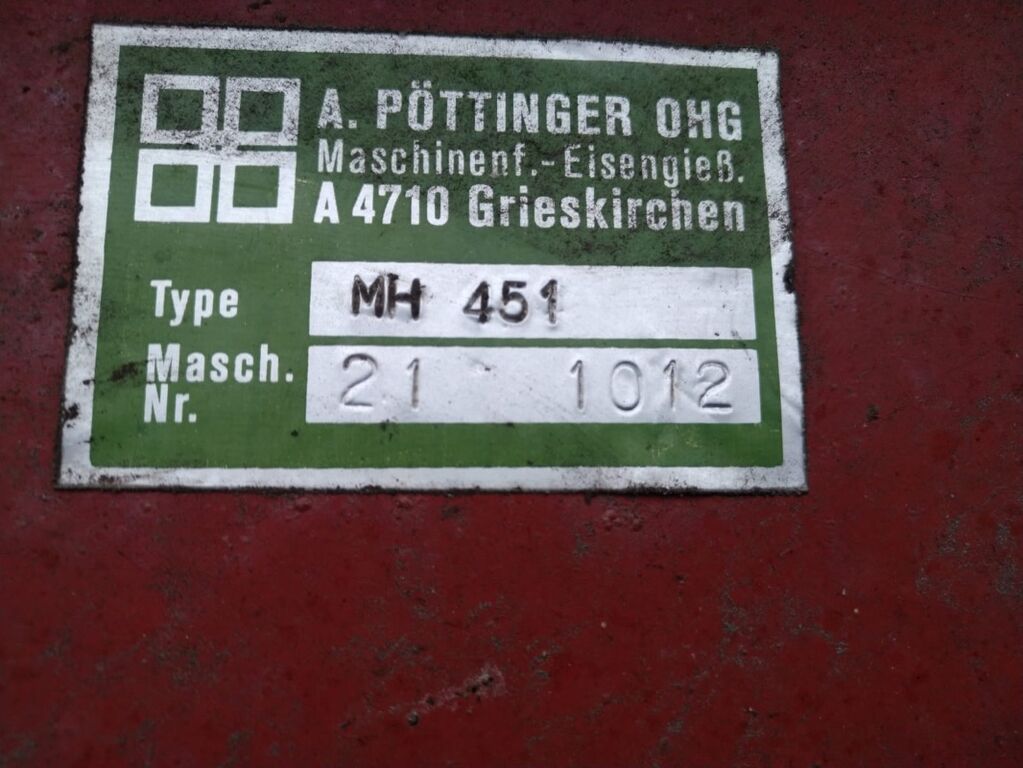 A. PÖTTINGER OHG
Maschinenf.-Eisengieß.
A 4710 Grieskirchen
Type MH 451
Masch. Nr. 21 1012